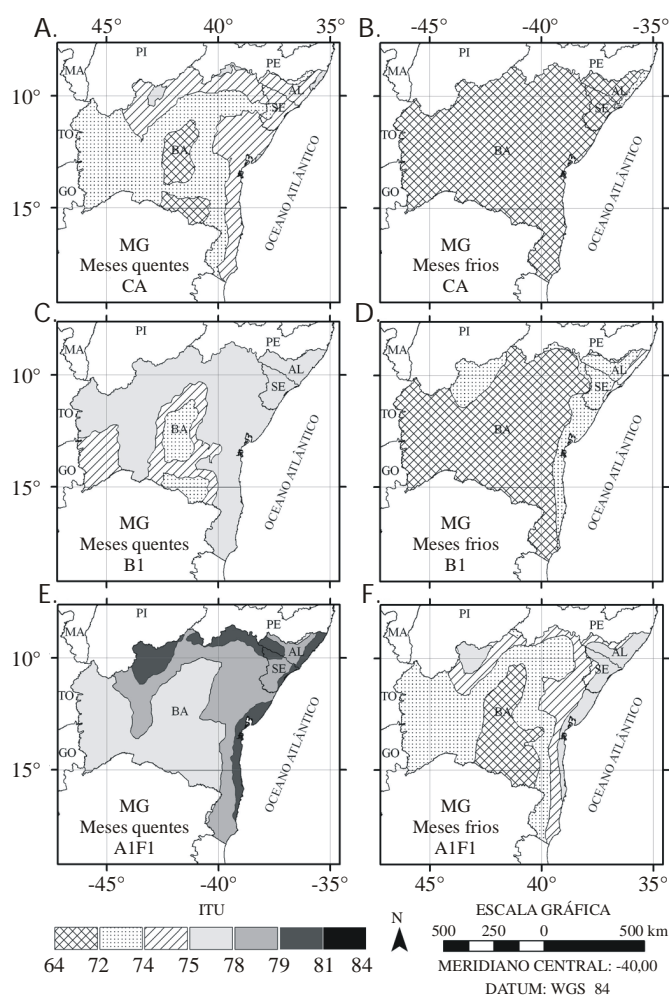 -45° -40° -35° -45° -40° -35°
A. B.
PI PE PI PE
MA AL MA AL
10° SE 10° SE
TO BA TO BA
GO GO
15° 15°
OCEANO ATLÂNTICO OCEANO ATLÂNTICO
MG MG
Meses quentes Meses frios
CA CA
C. D.
PI PE PI PE
MA AL MA AL
10° SE 10° SE
TO BA TO BA
GO GO
15° 15°
OCEANO ATLÂNTICO OCEANO ATLÂNTICO
MG MG
Meses quentes Meses frios
B1 B1
E. F.
PI PE PI PE
MA AL MA AL
10° SE 10° SE
TO BA TO BA
GO GO
15° 15°
OCEANO ATLÂNTICO OCEANO ATLÂNTICO
MG MG
Meses quentes Meses frios
A1F1 A1F1
-45° -40° -35° -45° -40° -35°
ITU
64 72 74 75 78 79 81 84
N
ESCALA GRÁFICA
500 250 0 500 km
MERIDIANO CENTRAL: -40,00
DATUM: WGS 84